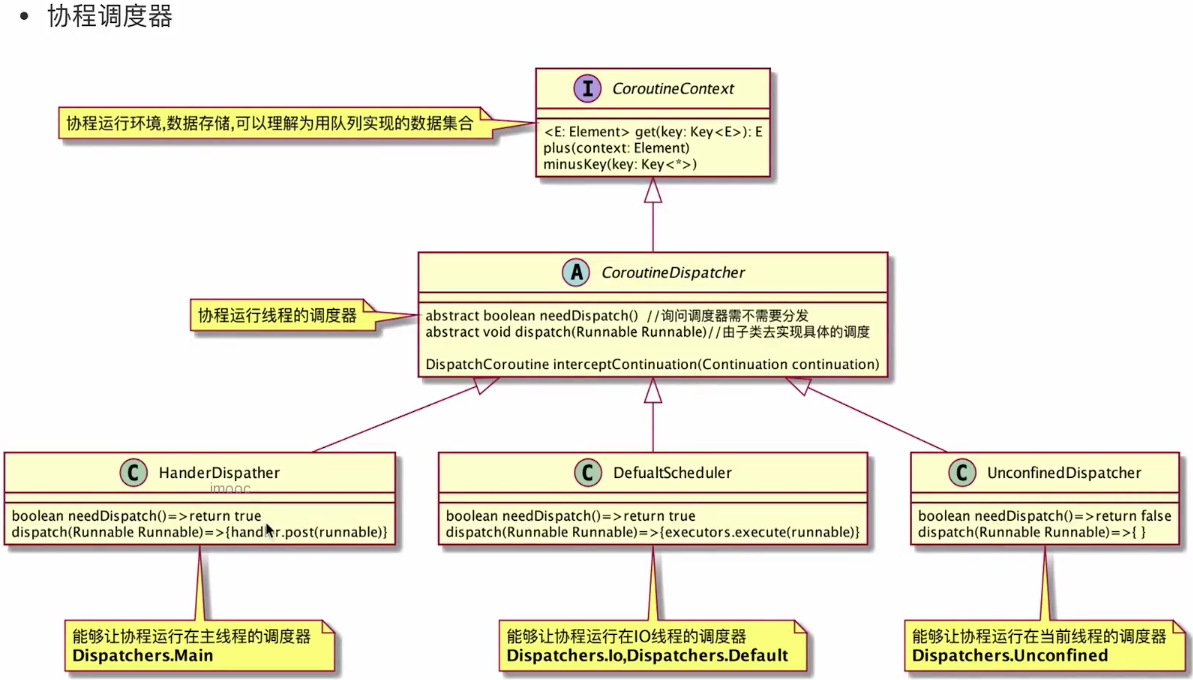 协程调度器
I CoroutineContext
协程运行环境,数据存储,可以理解为用队列实现的数据集合
<E: Element> get(key: Key<E>): E
plus(context: Element)
minusKey(key: Key<*>)
A CoroutineDispatcher
协程运行线程的调度器
abstract boolean needDispatch() //询问调度器需不需要分发
abstract void dispatch(Runnable Runnable)//由子类去实现具体的调度
DispatchCoroutine interceptContinuation(Continuation continuation)
C HanderDispather
imooc
boolean needDispatch()=>return true
dispatch(Runnable Runnable)=>{handler.post(runnable)}
C DefualtScheduler
boolean needDispatch()=>return true
dispatch(Runnable Runnable)=>{executors.execute(runnable)}
C UnconfinedDispatcher
boolean needDispatch()=>return false
dispatch(Runnable Runnable)=>{ }
能够让协程运行在主线程的调度器
Dispatchers.Main
能够让协程运行在IO线程的调度器
Dispatchers.Io,Dispatchers.Default
能够让协程运行在当前线程的调度器
Dispatchers.Unconfined